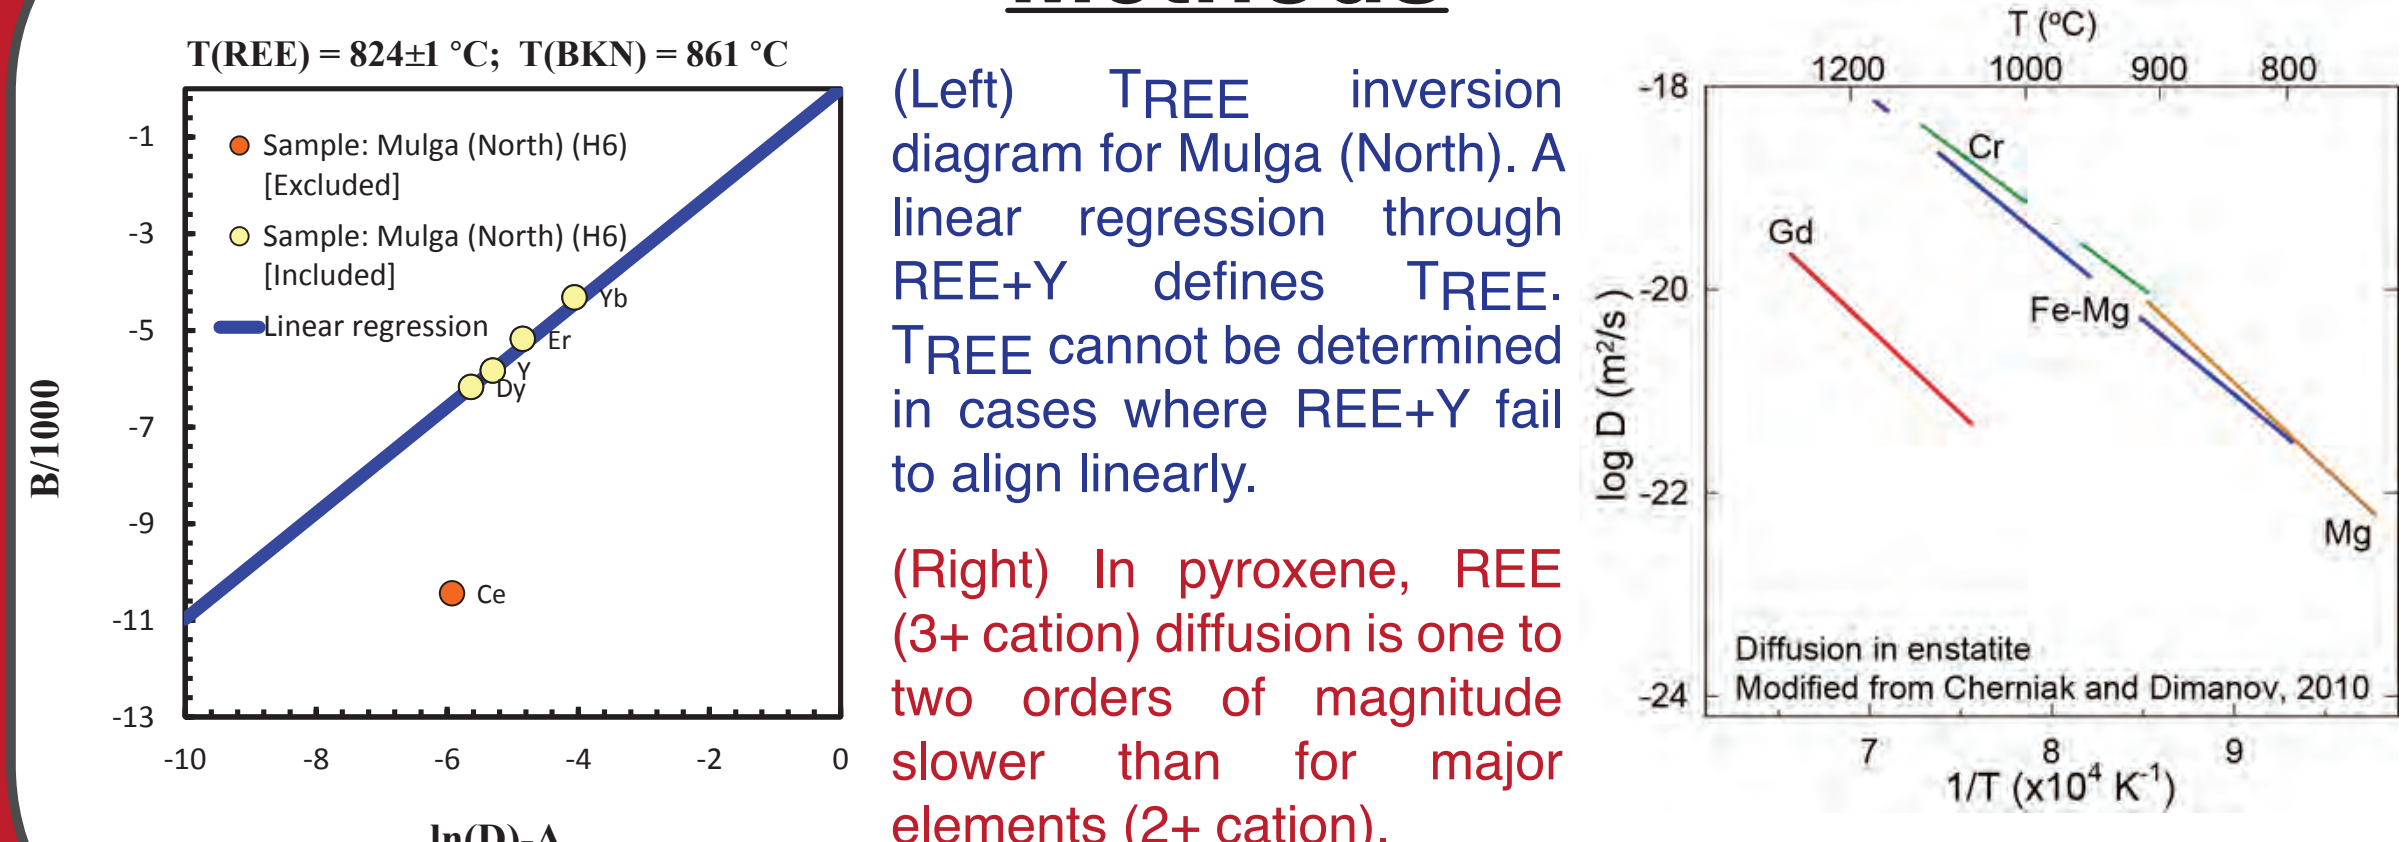 Methods
T(REE) = 824±1 °C;  T(BKN) = 861 °C
-1
-3
-5
-7
-9
-11
-13
B/1000
Sample: Mulga (North) (H6)
[Excluded]
Sample: Mulga (North) (H6)
[Included]
Linear regression
Yb
Er
Y
Dy
Ce
-10 -8 -6 -4 -2 0
ln(D)-A
(Left) TREE inversion
diagram for Mulga (North). A
linear regression through
REE+Y defines TREE.
TREE cannot be determined
in cases where REE+Y fail
to align linearly.
(Right) In pyroxene, REE
(3+ cation) diffusion is one to
two orders of magnitude
slower than for major
elements (2+ cation).
T (ºC)
1200 1000 900 800
-18
-20
-22
-24
log D (m²/s)
Cr
Gd
Fe-Mg
Mg
Diffusion in enstatite
Modified from Cherniak and Dimanov, 2010
7 8 9
1/T (x10⁴ K⁻¹)